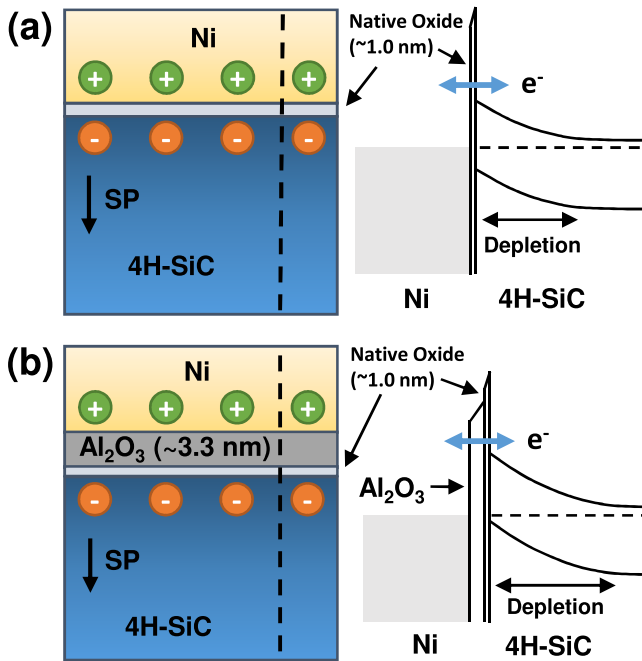 (a)
Ni
+ + + +
- - - -
SP
4H-SiC
Native Oxide
(~1.0 nm)
e-
Depletion
Ni 4H-SiC
(b)
Ni
+ + + +
Al2O3 (~3.3 nm)
- - - -
SP
4H-SiC
Native Oxide
(~1.0 nm)
e-
Al2O3
Depletion
Ni 4H-SiC